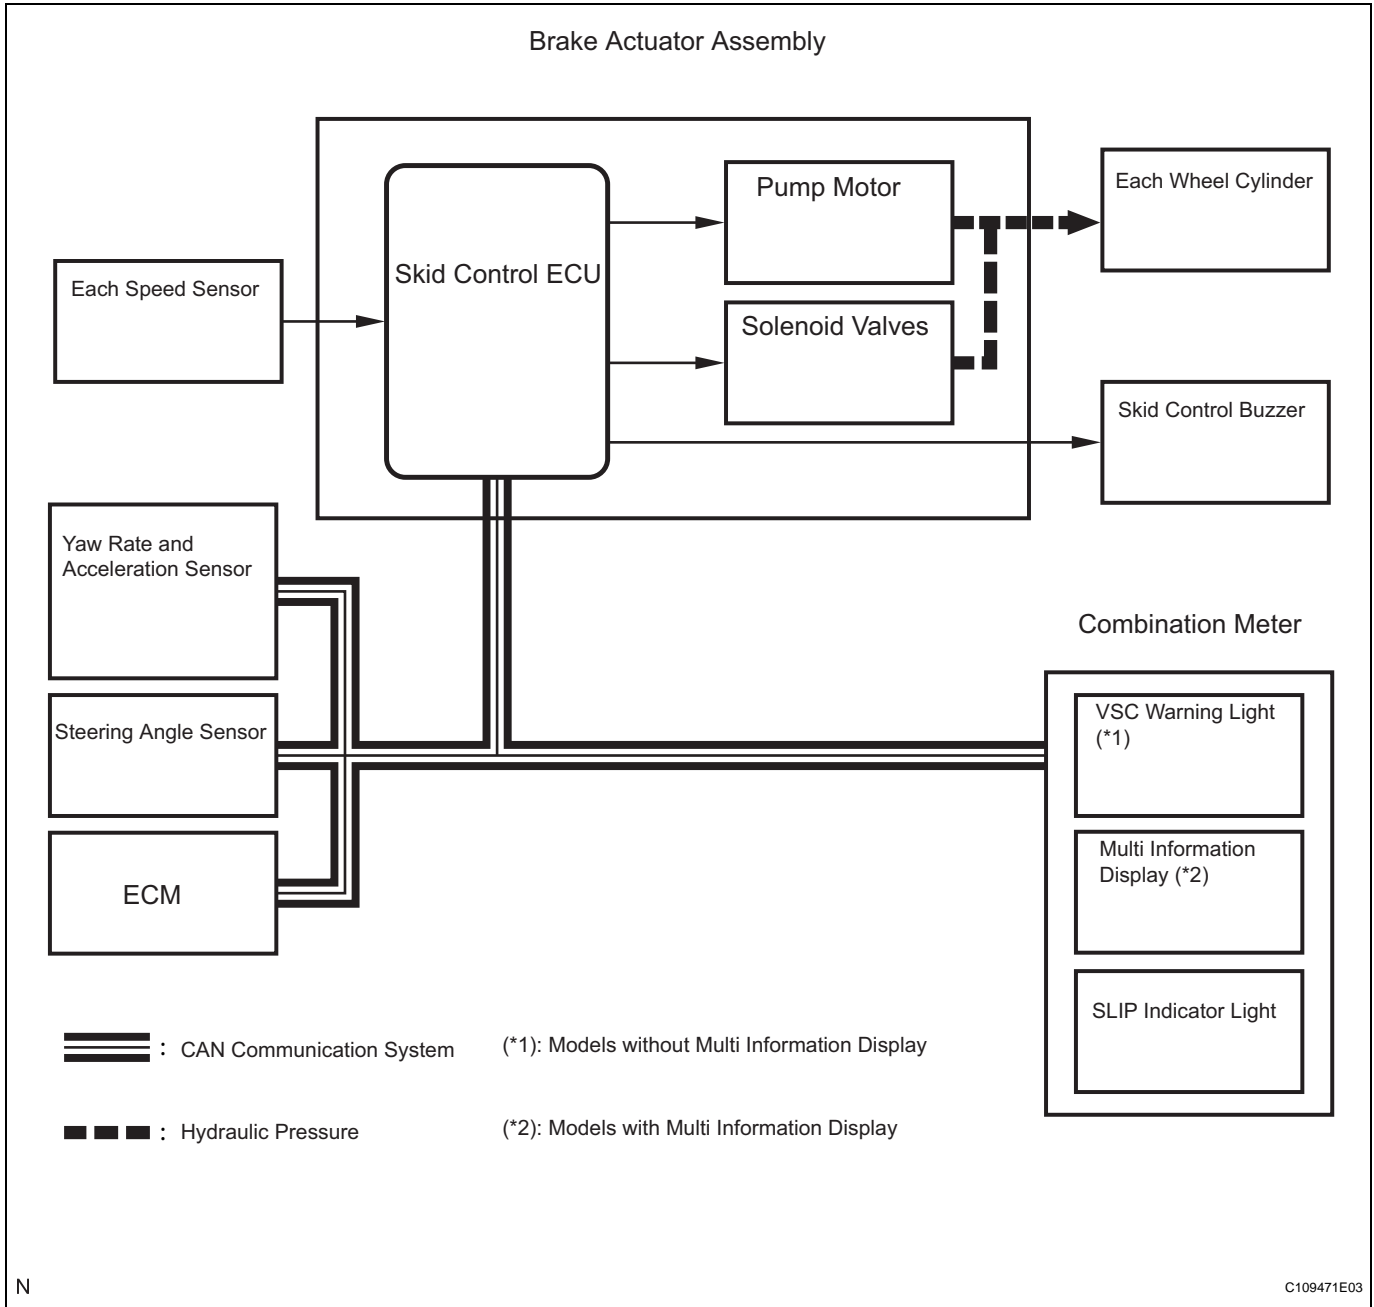 Brake Actuator Assembly
Pump Motor
Each Wheel Cylinder
Skid Control ECU
Each Speed Sensor
Solenoid Valves
Skid Control Buzzer
Yaw Rate and
Acceleration Sensor
Combination Meter
Steering Angle Sensor
VSC Warning Light
(*1)
Multi Information
Display (*2)
ECM
SLIP Indicator Light
: CAN Communication System
(*1): Models without Multi Information Display
: Hydraulic Pressure
(*2): Models with Multi Information Display
N
C109471E03